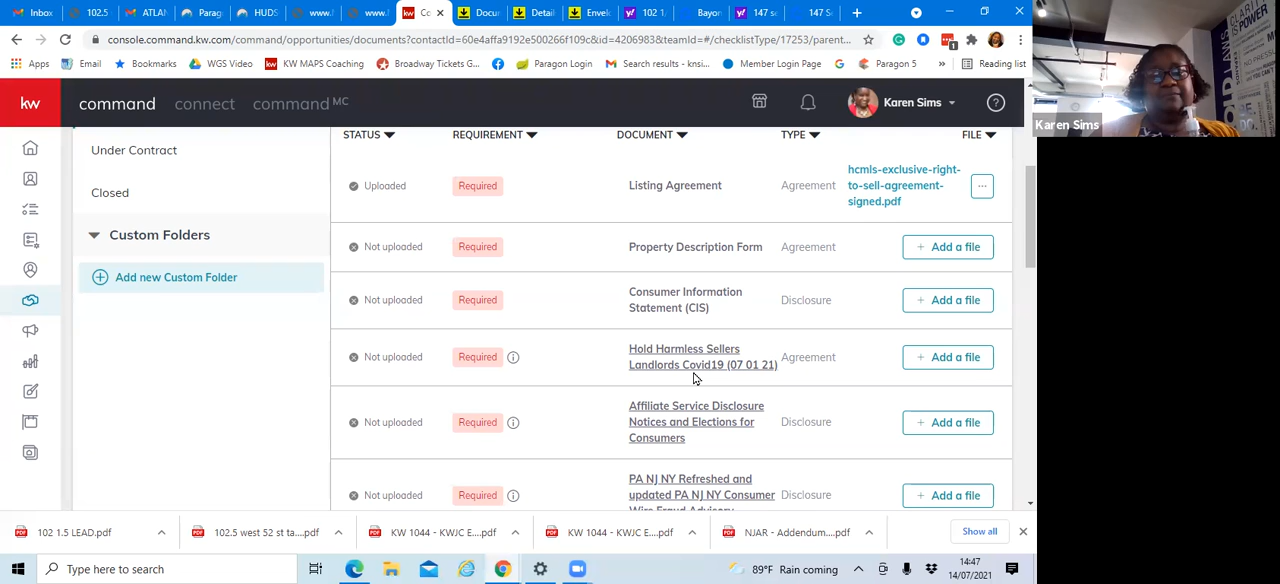 Inbox
102.5
ATLAN
Parag
HUDS
www.l
www.
Co
Docu
Detai
Envel
102 1/
Bayon
147 se
147 S
console.command.kw.com/command/opportunities/documents?contactId=60e4affa9192e500266f109c&id=4206983&teamId=#/checklistType/17253/parent...
Apps
Email
Bookmarks
WGS Video
KW MAPS Coaching
Broadway Tickets G...
Paragon Login
Search results - knsi...
Member Login Page
Paragon 5
»
Reading list
kw
command
connect
command MC
Karen Sims
STATUS
REQUIREMENT
DOCUMENT
TYPE
FILE
Under Contract
Closed
Custom Folders
Add new Custom Folder
Uploaded
Required
Listing Agreement
Agreement
hcmls-exclusive-right-
to-sell-agreement-
signed.pdf
Not uploaded
Required
Property Description Form
Agreement
+ Add a file
Not uploaded
Required
Consumer Information
Statement (CIS)
Disclosure
+ Add a file
Not uploaded
Required
Hold Harmless Sellers
Landlords Covid19 (07 01 21)
Agreement
+ Add a file
Not uploaded
Required
Affiliate Service Disclosure
Notices and Elections for
Consumers
Disclosure
+ Add a file
Not uploaded
Required
PA NJ NY Refreshed and
updated PA NJ NY Consumer
Wire Fraud Advisory
Disclosure
+ Add a file
102 1.5 LEAD.pdf
102.5 west 52 st ta....pdf
KW 1044 - KWJC E....pdf
KW 1044 - KWJC E....pdf
NJAR - Addendum....pdf
Show all
Type here to search
89°F Rain coming
14:47
14/07/2021
Karen Sims